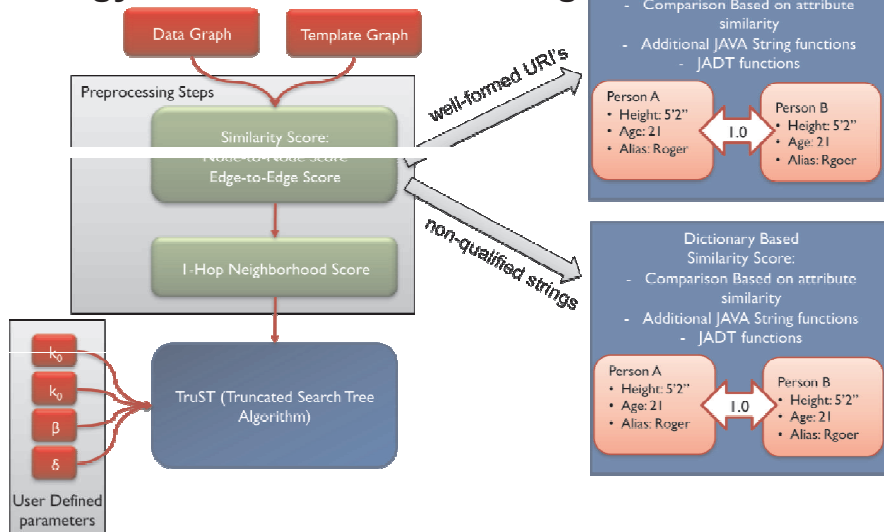 Data Graph
Template Graph
Preprocessing Steps
Similarity Score:
Node-to-Node Score
Edge-to-Edge Score
1-Hop Neighborhood Score
TruST (Truncated Search Tree
Algorithm)
k₀
k₀
β
δ
User Defined
parameters
well-formed URI's
non-qualified strings
- Comparison Based on attribute
similarity
- Additional JAVA String functions
- JADT functions
Person A
• Height: 5'2"
• Age: 21
• Alias: Roger
1.0
Person B
• Height: 5'2"
• Age: 21
• Alias: Rgoer
Dictionary Based
Similarity Score:
- Comparison Based on attribute
similarity
- Additional JAVA String functions
- JADT functions
Person A
• Height: 5'2"
• Age: 21
• Alias: Roger
1.0
Person B
• Height: 5'2"
• Age: 21
• Alias: Rgoer